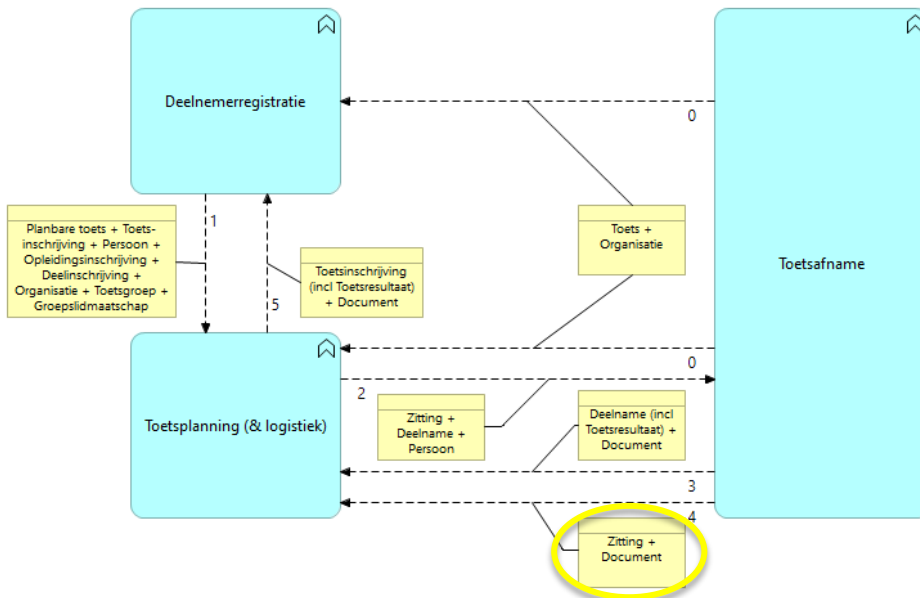 Deelnemerregistratie
0
1
Planbare toets + Toets-
inschrijving + Persoon +
Opleidingsinschrijving +
Deelinschrijving +
Organisatie + Toetsgroep +
Groepslidmaatschap
Toetsinschrijving
(incl Toetsresultaat)
+ Document
5
Toets +
Organisatie
Toetsafname
Toetsplanning (& logistiek)
0
2
Zitting +
Deelname +
Persoon
Deelname (incl
Toetsresultaat) +
Document
3
4
Zitting +
Document